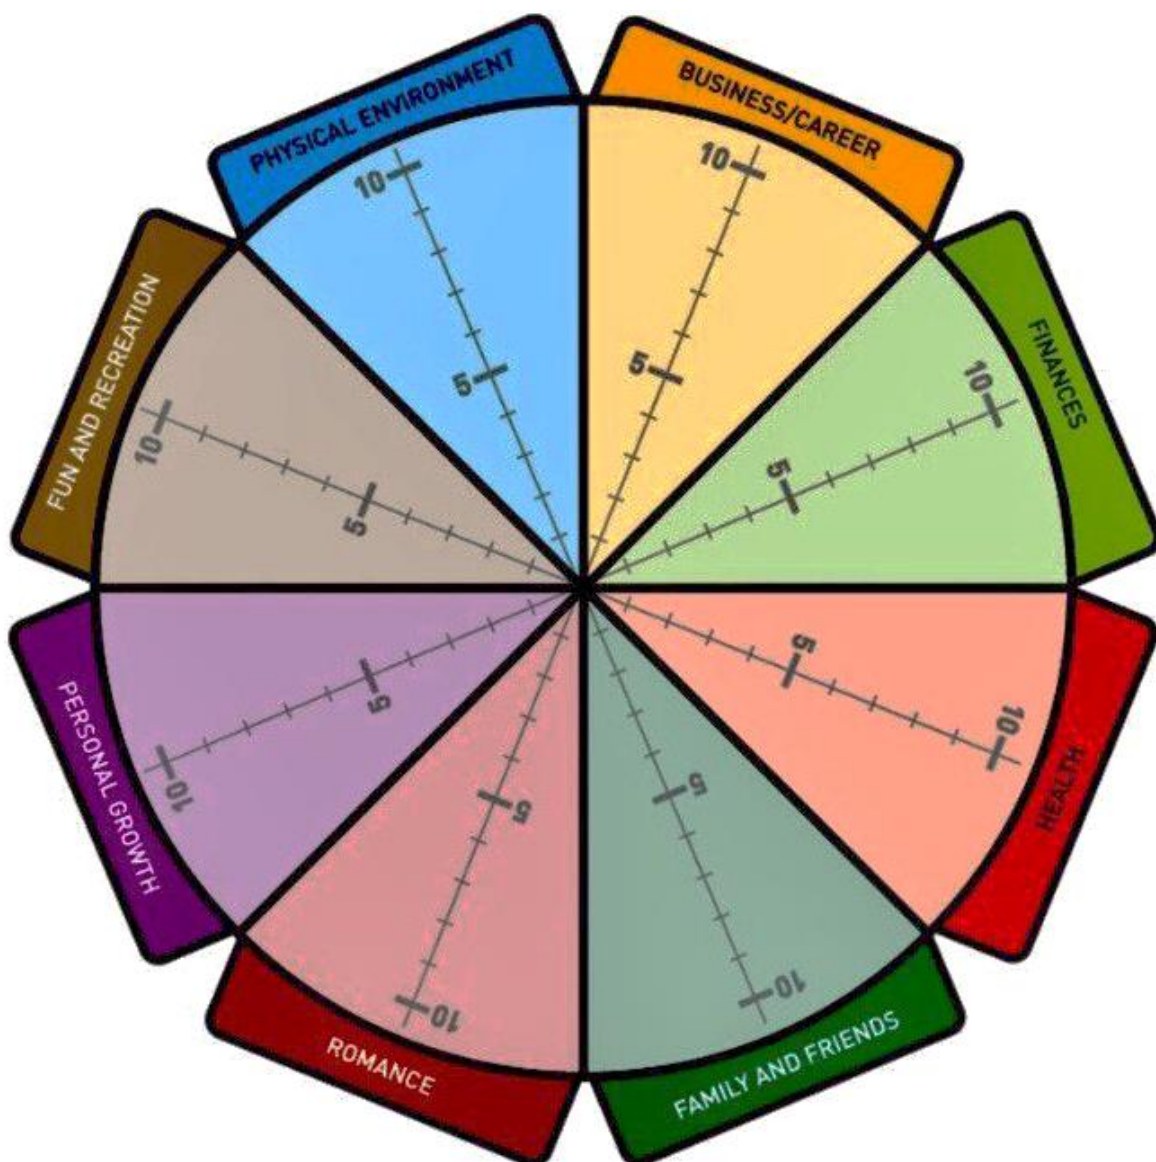 PHYSICAL ENVIRONMENT
10
5
BUSINESS/CAREER
10
5
FINANCES
10
5
HEALTH
10
5
FAMILY AND FRIENDS
10
5
ROMANCE
10
5
PERSONAL GROWTH
10
5
FUN AND RECREATION
10
5